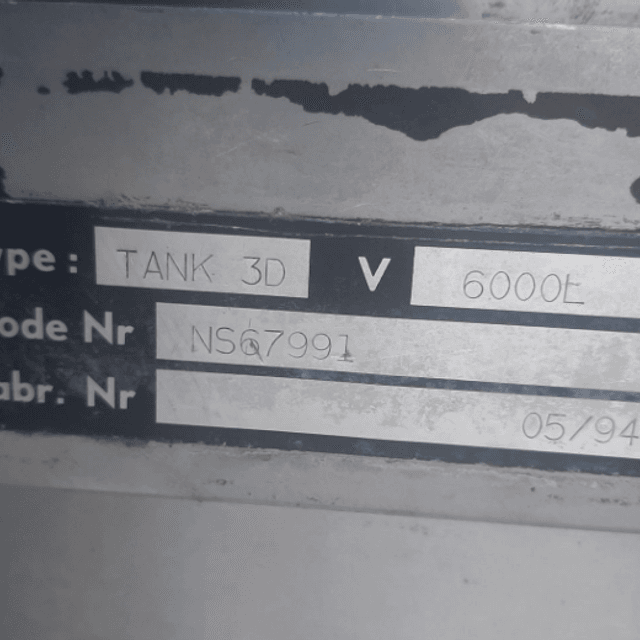 ype: TANK 3D V 6000L
ode Nr NS67991
abr. Nr 05/94